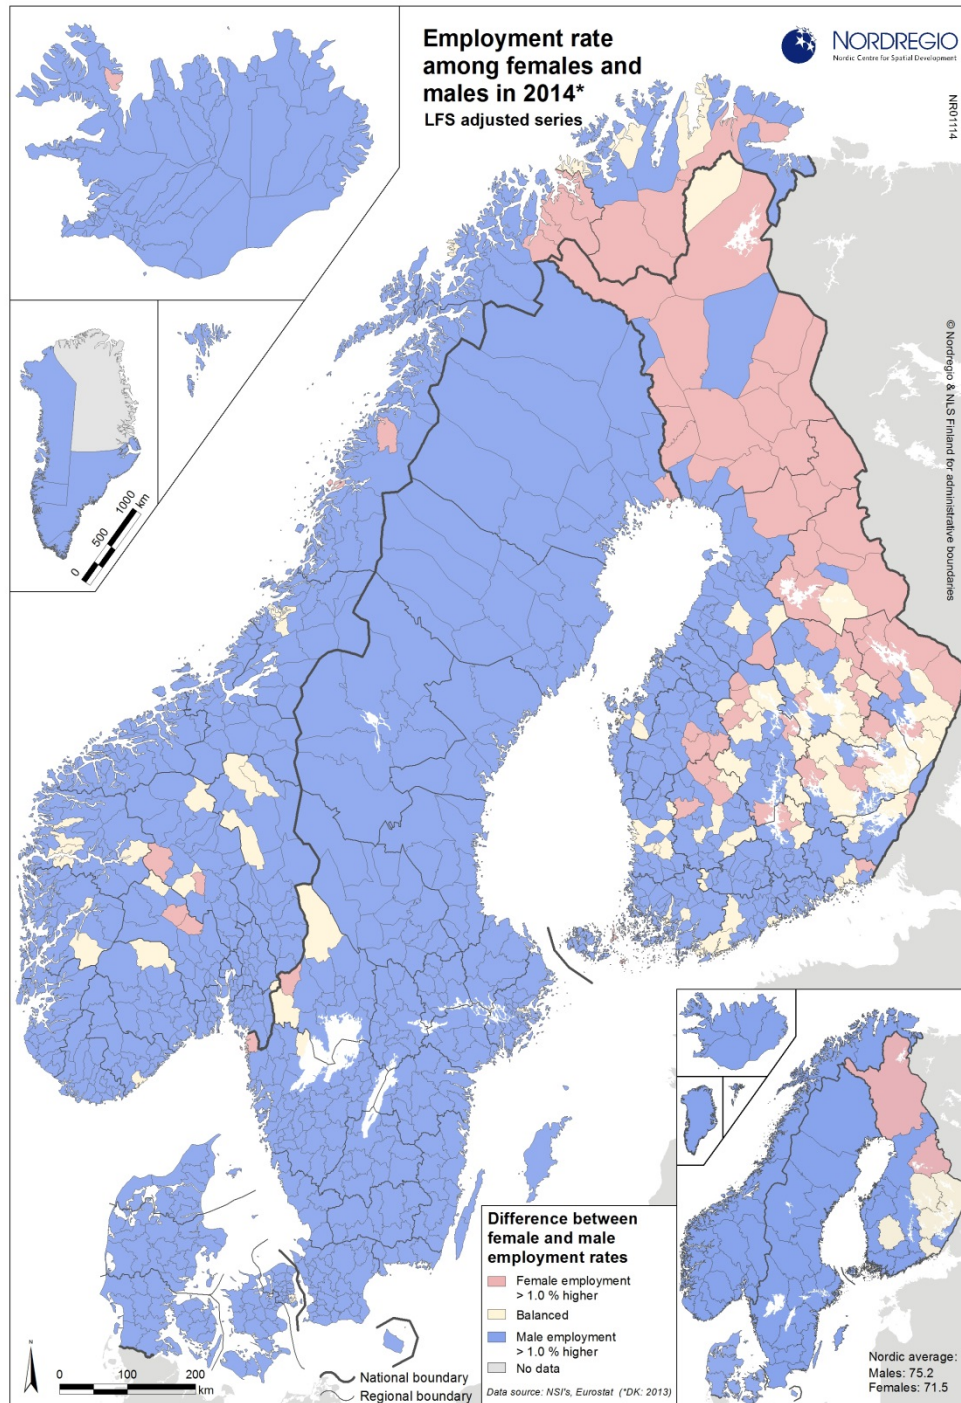 Employment rate
among females and
males in 2014*
LFS adjusted series
NORDREGIO
Nordic Centre for Spatial Development
NR01114
© Nordregio & NLS Finland for administrative boundaries
0 500 1000
km
Difference between
female and male
employment rates
Female employment
> 1.0 % higher
Balanced
Male employment
> 1.0 % higher
No data
Data source: NSI's, Eurostat (*DK: 2013)
N
0 100 200
km
National boundary
Regional boundary
Nordic average:
Males: 75.2
Females: 71.5